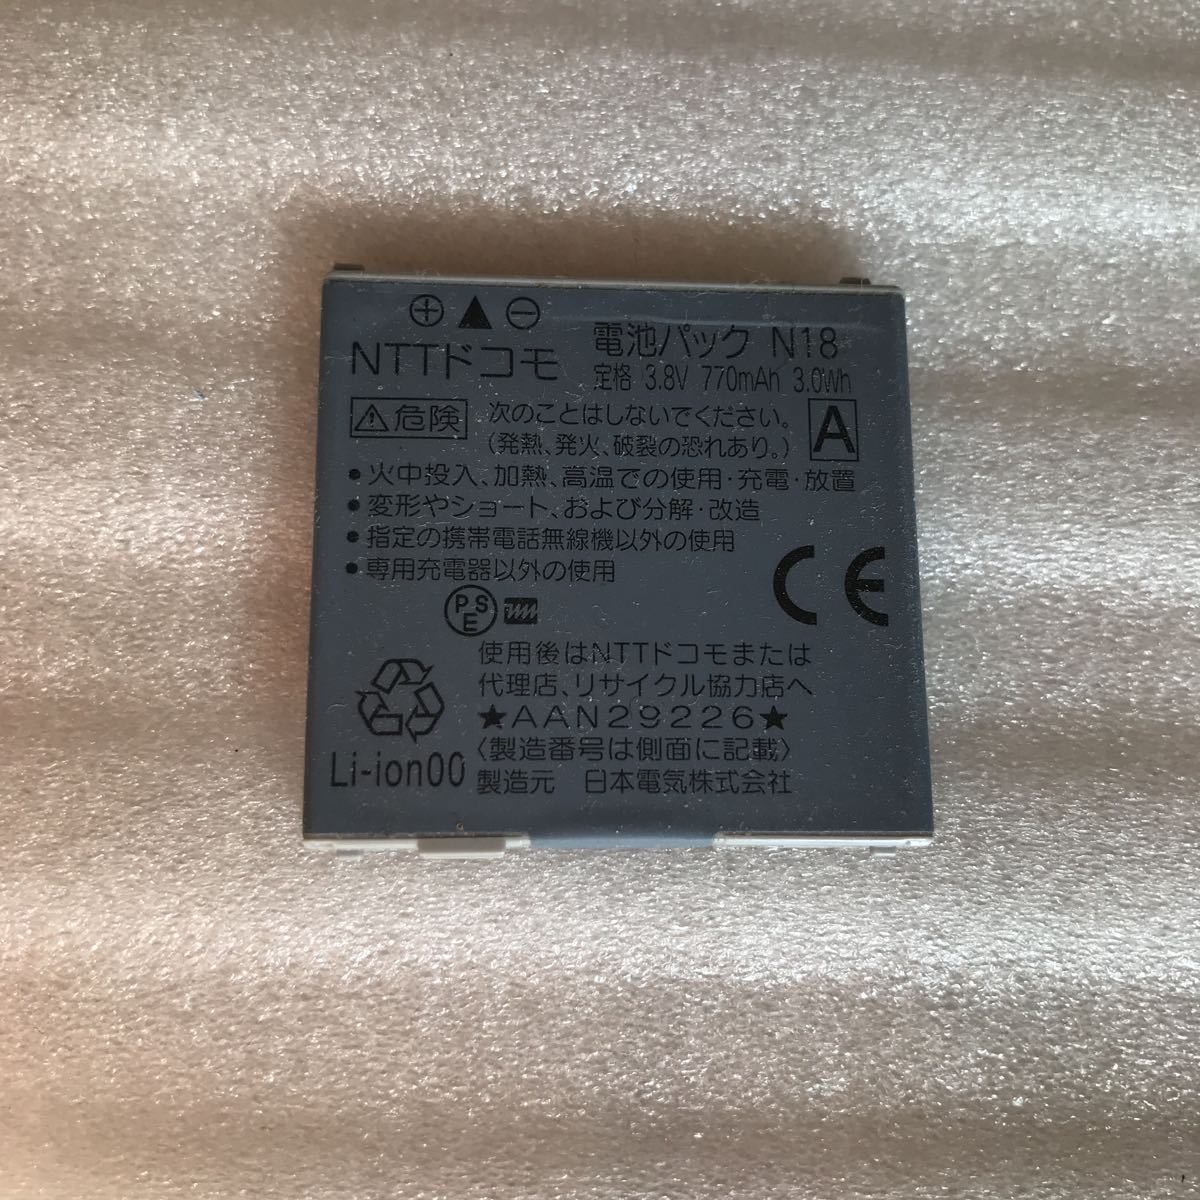 ⊕▲⊖
電池パック N18
NTTドコモ
定格 3.8V 770mAh 3.0Wh
⚠危険 次のことはしないでください。
(発熱、発火、破裂の恐れあり。)
A
・火中投入、加熱、高温での使用・充電・放置
・変形やショート、および分解・改造
・指定の携帯電話無線機以外の使用
・専用充電器以外の使用
CE
PSE
使用後はNTTドコモまたは
代理店、リサイクル協力店へ
★AAN29226★
〈製造番号は側面に記載〉
Li-ion00
製造元 日本電気株式会社